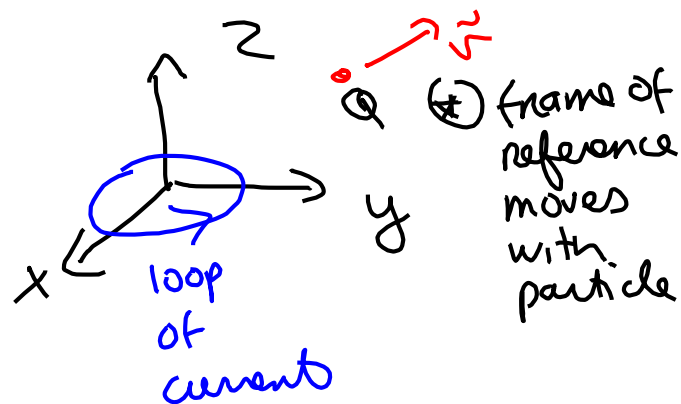 Z
Q
* frame of
reference
moves
with
particle
y
x
loop
of
current